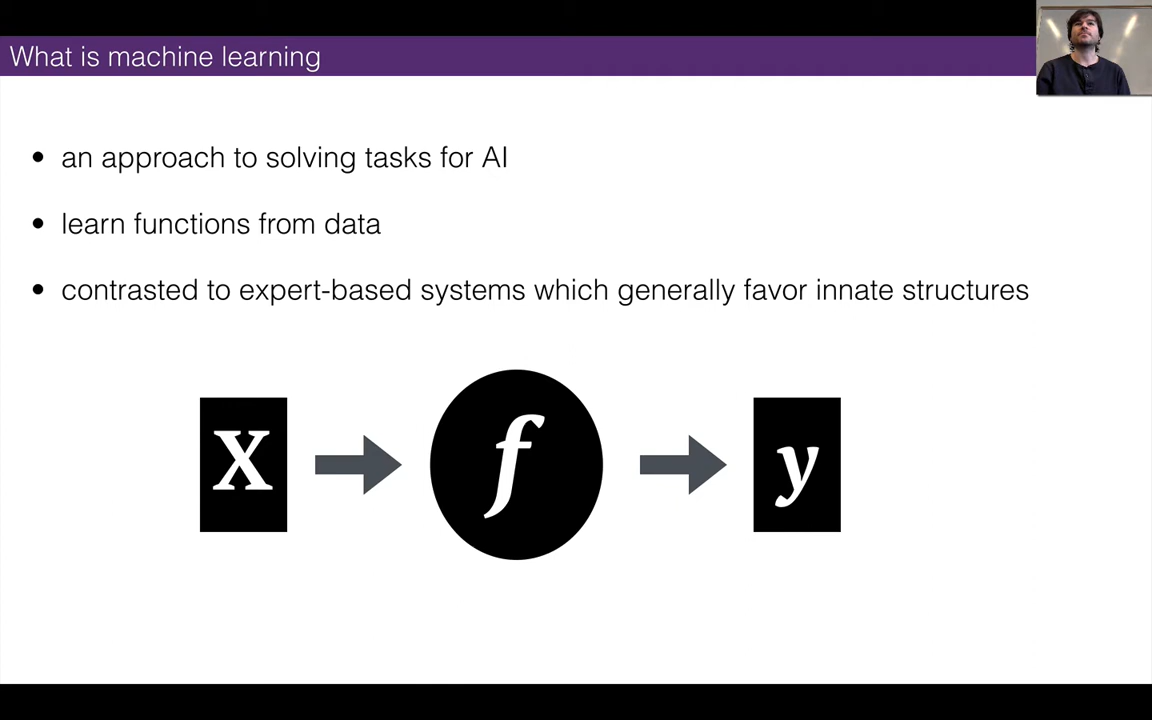 What is machine learning
• an approach to solving tasks for AI
• learn functions from data
• contrasted to expert-based systems which generally favor innate structures
X f y